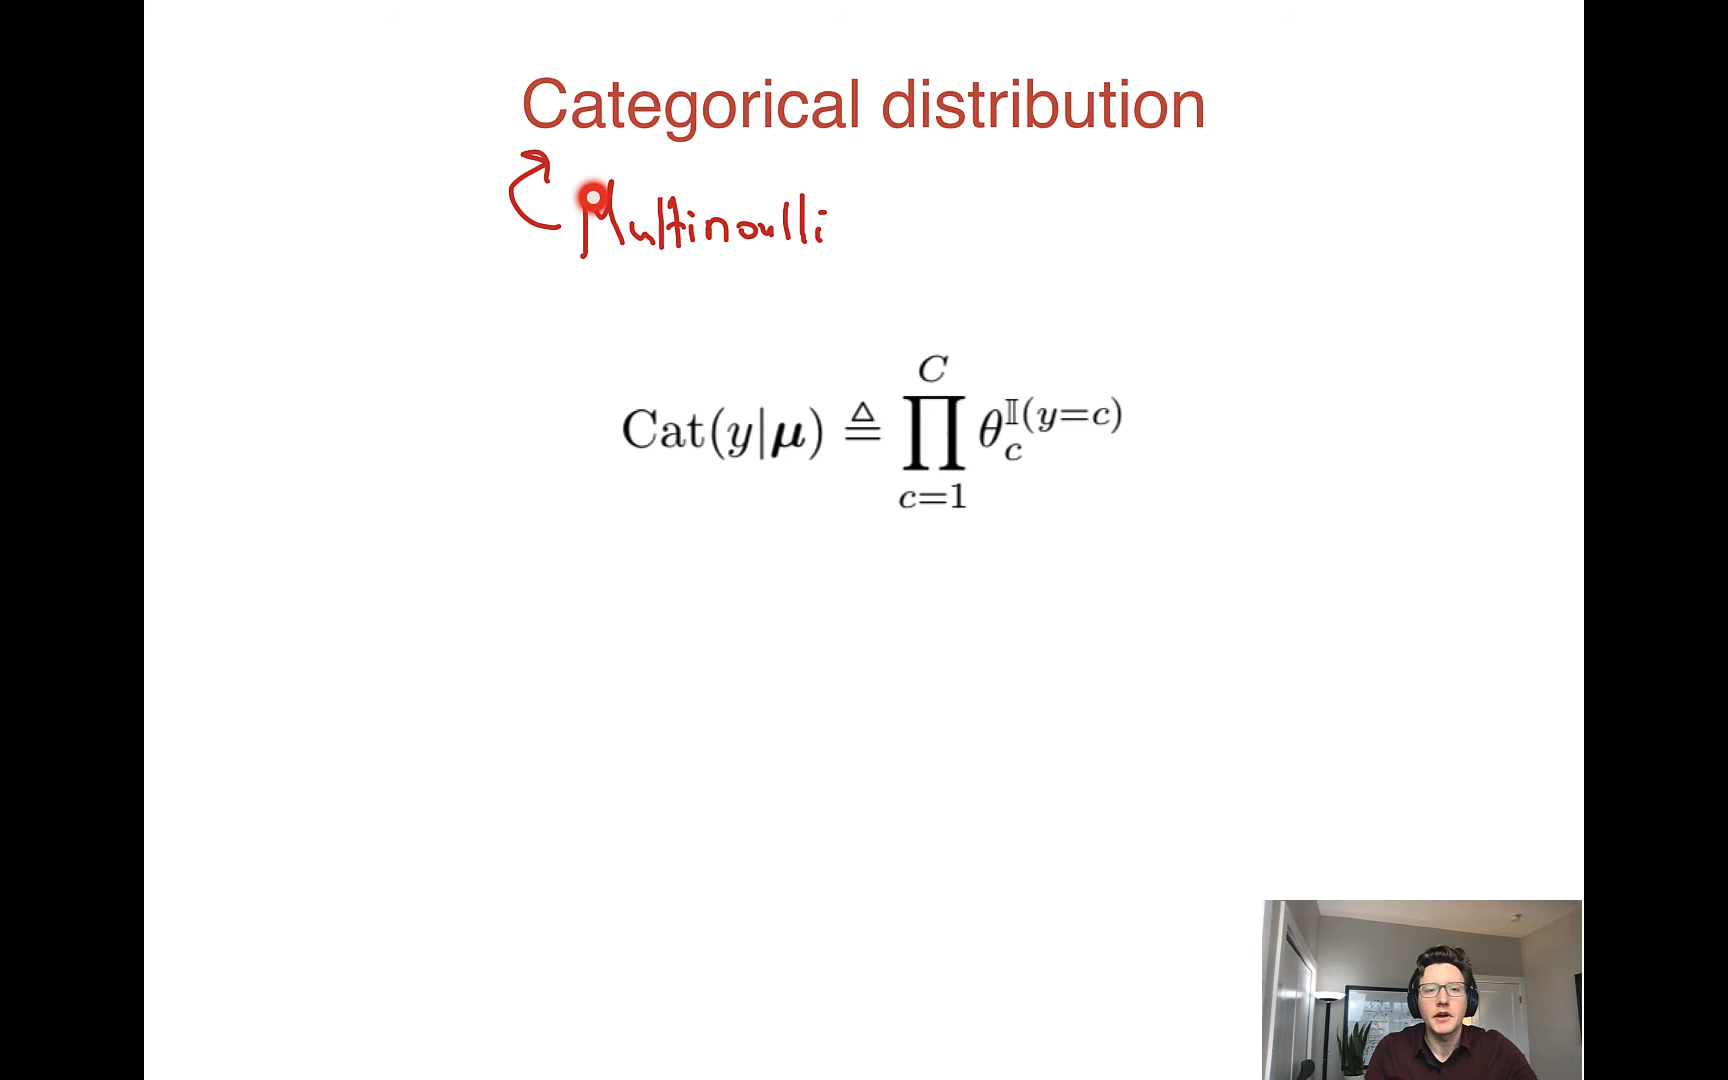 Categorical distribution
Multinoulli
Cat(y|μ) ≜ ∏_{c=1}^{C} θ_c^{𝕀(y=c)}